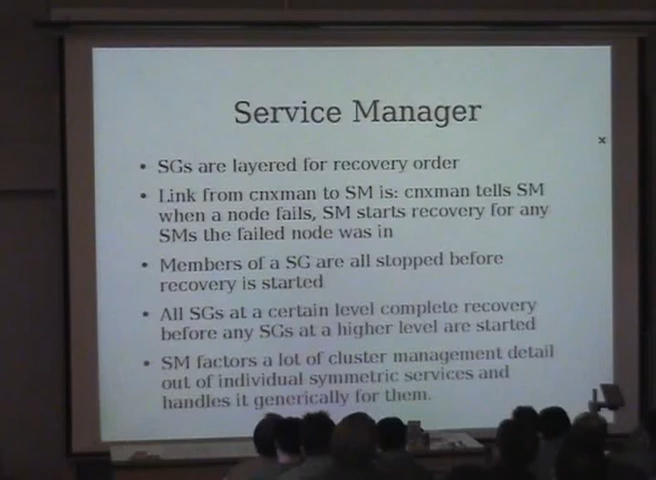 Service Manager
• SGs are layered for recovery order
• Link from cnxman to SM is: cnxman tells SM
when a node fails, SM starts recovery for any
SMs the failed node was in
• Members of a SG are all stopped before
recovery is started
• All SGs at a certain level complete recovery
before any SGs at a higher level are started
• SM factors a lot of cluster management detail
out of individual symmetric services and
handles it generically for them.